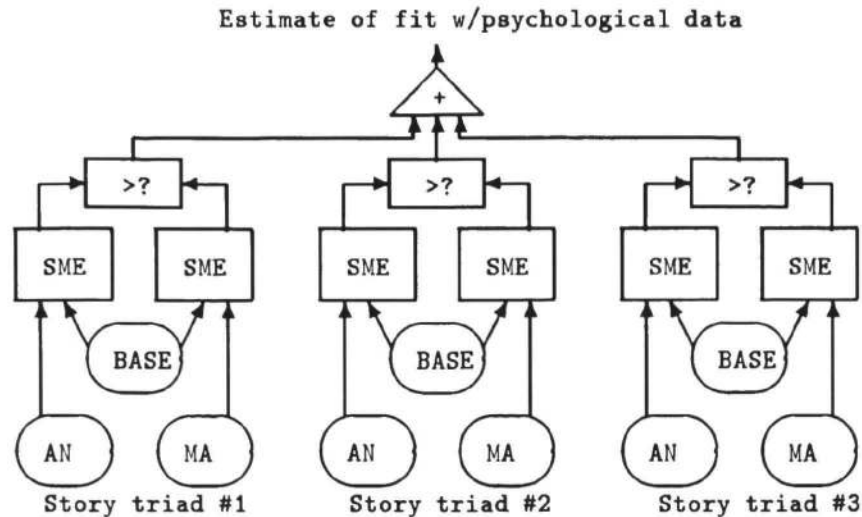 Estimate of fit w/psychological data
+
>? >? >?
SME SME SME SME SME SME
BASE BASE BASE
AN MA AN MA AN MA
Story triad #1 Story triad #2 Story triad #3